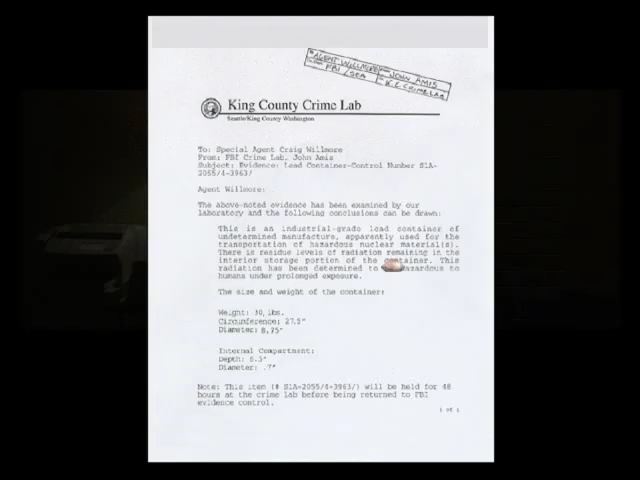 AGENT WILLMORE JOHN AMIS
FBI / SEA K.C. CRIME LAB
King County Crime Lab
Seattle/King County Washington
To: Special Agent Craig Willmore
From: FBI Crime Lab, John Amis
Subject: Evidence: Lead Container-Control Number S1A-
2055/4-3963/
Agent Willmore:
The above-noted evidence has been examined by our
laboratory and the following conclusions can be drawn:
This is an industrial-grade lead container of
undetermined manufacture, apparently used for the
transportation of hazardous nuclear material(s).
There is residue levels of radiation remaining in the
interior storage portion of the container. This
radiation has been determined to hazardous to
humans under prolonged exposure.
The size and weight of the container:
Weight: 30, lbs.
Circumference: 27.5"
Diameter: 8.75"
Internal Compartment:
Depth: 6.3"
Diameter: .7"
Note: This item (# S1A-2055/4-3963/) will be held for 48
hours at the crime lab before being returned to FBI
evidence control.
1 of 1